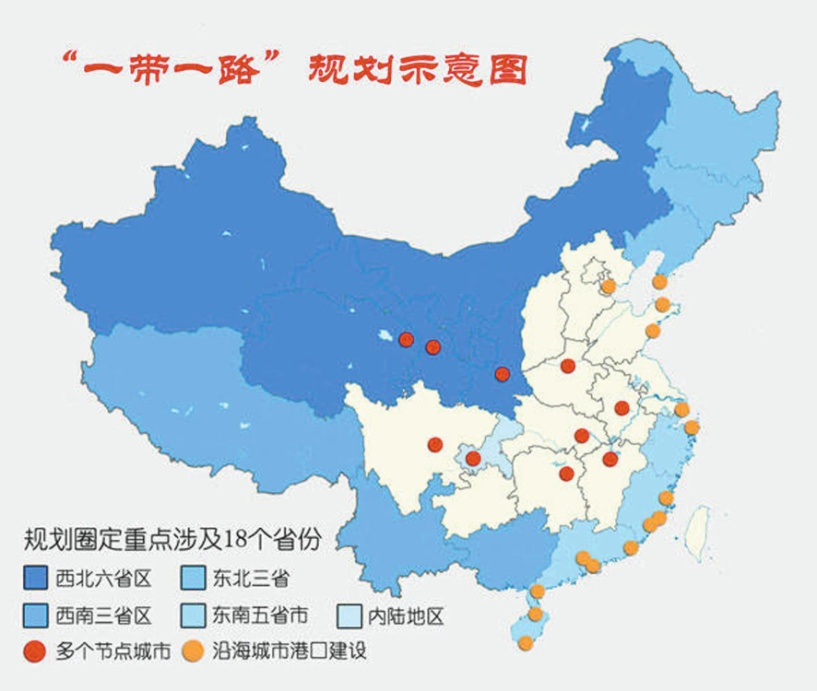 “一带一路”规划示意图
规划圈定重点涉及18个省份
西北六省区 东北三省
西南三省区 东南五省市 内陆地区
多个节点城市 沿海城市港口建设